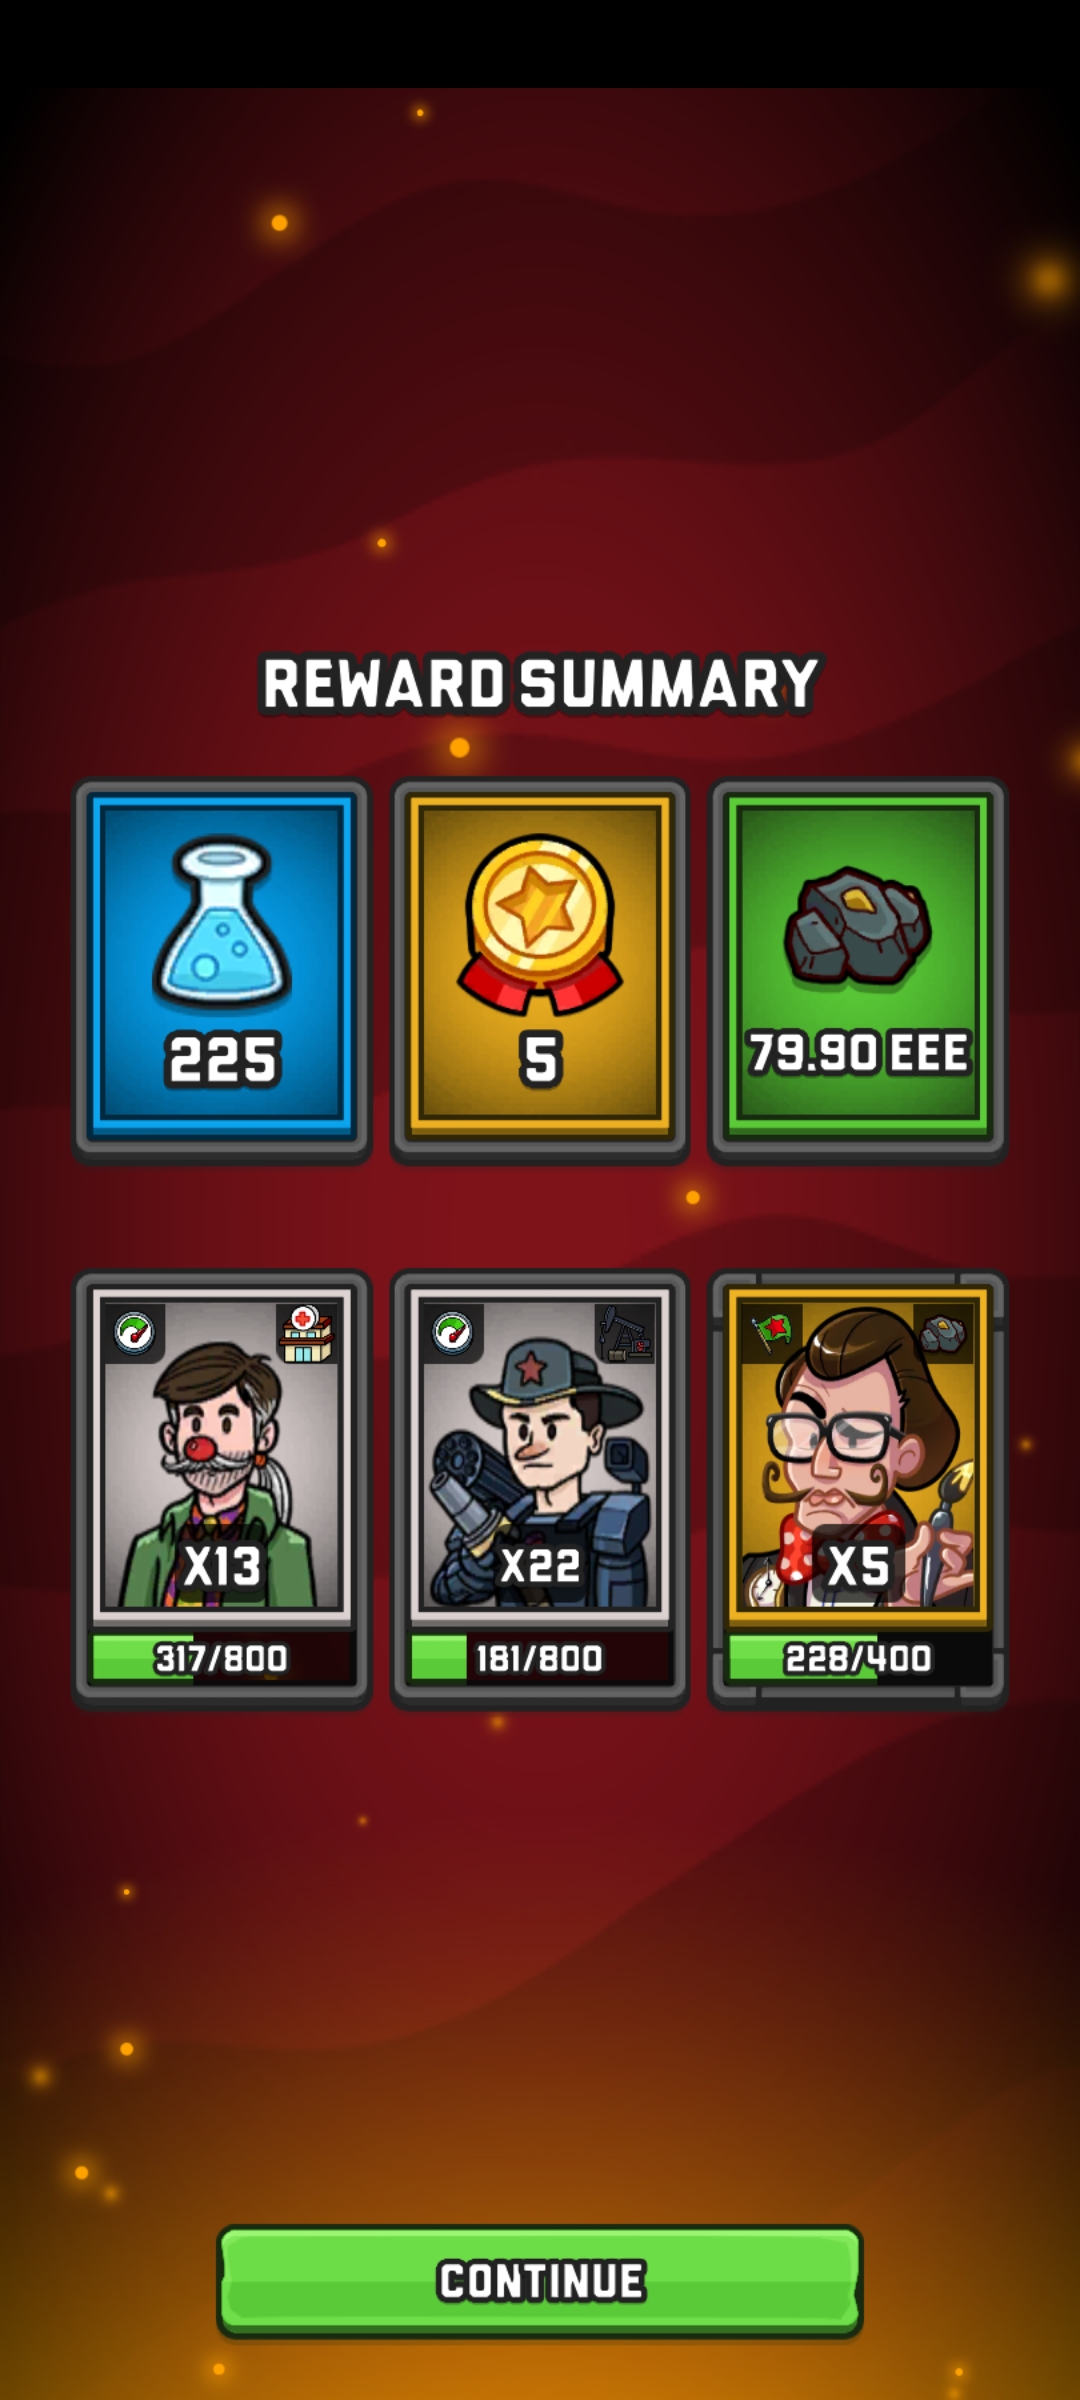 REWARD SUMMARY
225
5
79.90 EEE
X13
X22
X5
317/800
181/800
228/400
CONTINUE